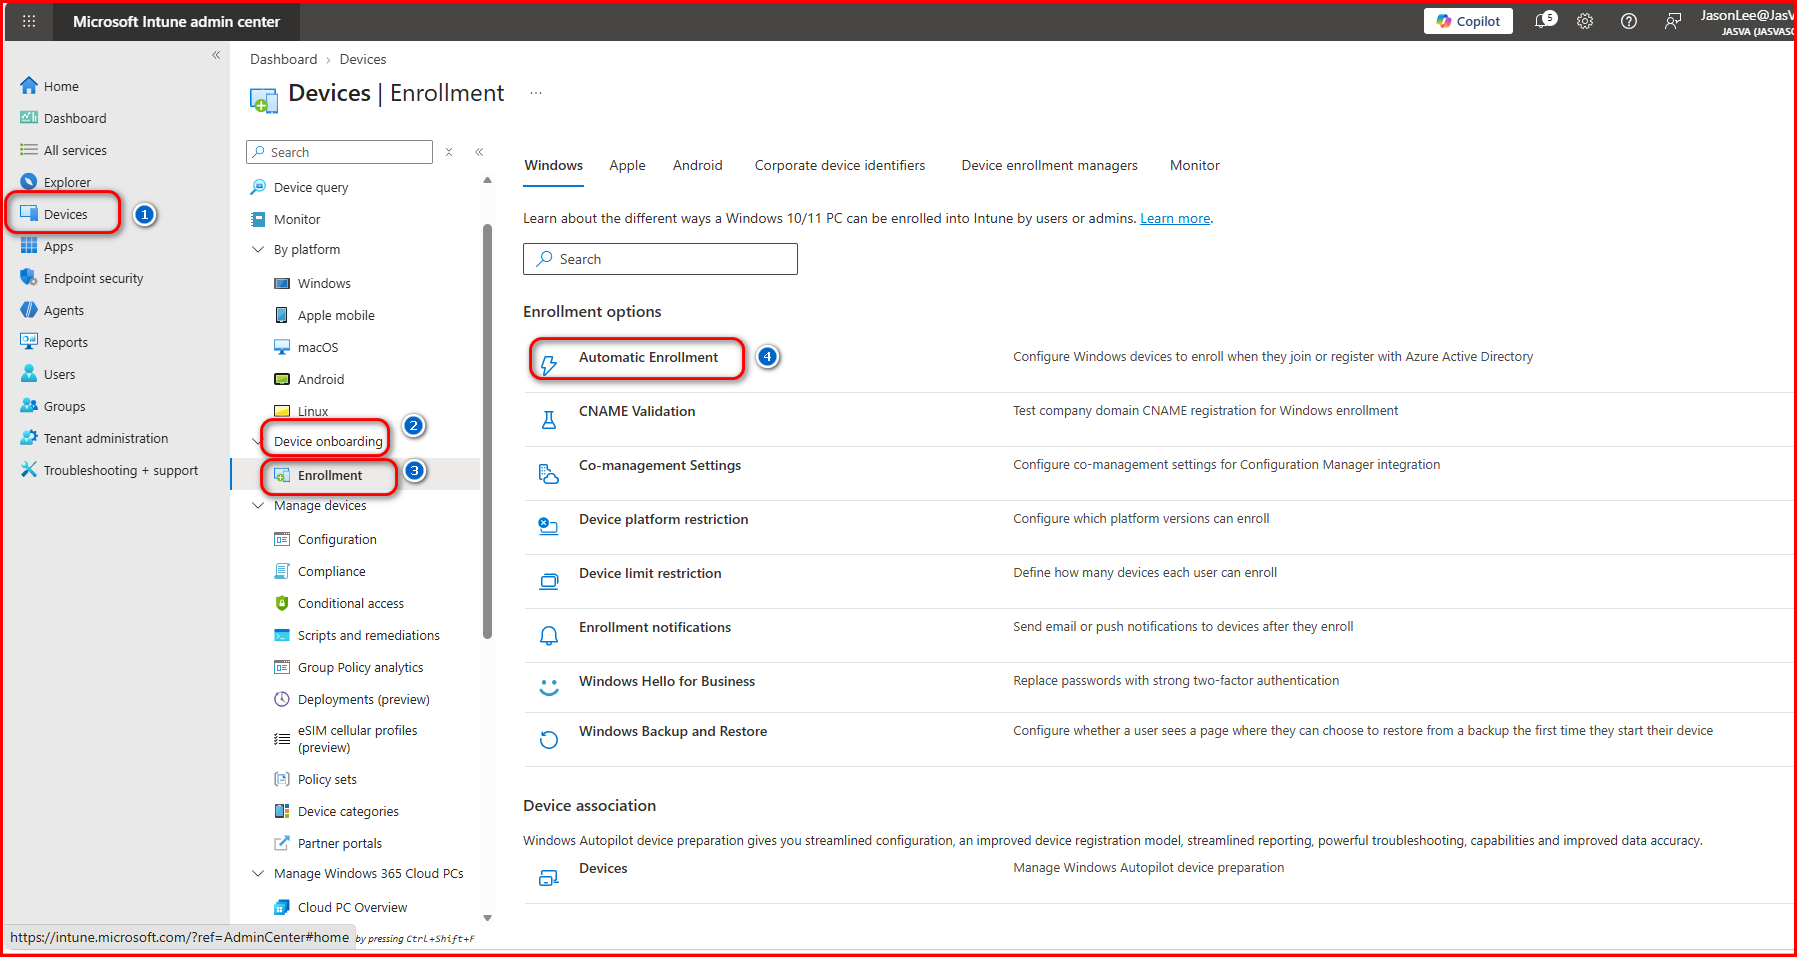 Microsoft Intune admin center
Copilot
5
JasonLee@JasV
JASVA (JASVASO
Home
Dashboard
All services
Explorer
Devices
1
Apps
Endpoint security
Agents
Reports
Users
Groups
Tenant administration
Troubleshooting + support
Dashboard > Devices
Devices | Enrollment
...
Search
Device query
Monitor
By platform
Windows
Apple mobile
macOS
Android
Linux
Device onboarding
2
Enrollment
3
Manage devices
Configuration
Compliance
Conditional access
Scripts and remediations
Group Policy analytics
Deployments (preview)
eSIM cellular profiles
(preview)
Policy sets
Device categories
Partner portals
Manage Windows 365 Cloud PCs
Cloud PC Overview
https://intune.microsoft.com/?ref=AdminCenter#home
by pressing Ctrl+Shift+F
Windows Apple Android Corporate device identifiers Device enrollment managers Monitor
Learn about the different ways a Windows 10/11 PC can be enrolled into Intune by users or admins. Learn more.
Search
Enrollment options
Automatic Enrollment 4 Configure Windows devices to enroll when they join or register with Azure Active Directory
CNAME Validation Test company domain CNAME registration for Windows enrollment
Co-management Settings Configure co-management settings for Configuration Manager integration
Device platform restriction Configure which platform versions can enroll
Device limit restriction Define how many devices each user can enroll
Enrollment notifications Send email or push notifications to devices after they enroll
Windows Hello for Business Replace passwords with strong two-factor authentication
Windows Backup and Restore Configure whether a user sees a page where they can choose to restore from a backup the first time they start their device
Device association
Windows Autopilot device preparation gives you streamlined configuration, an improved device registration model, streamlined reporting, powerful troubleshooting, capabilities and improved data accuracy.
Devices Manage Windows Autopilot device preparation